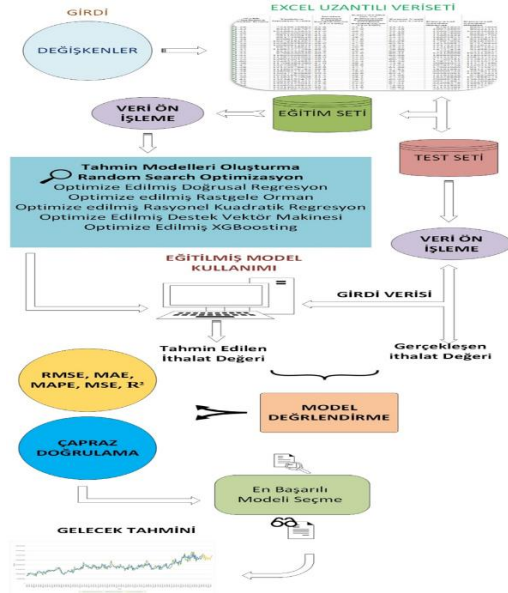 GİRDİ
EXCEL UZANTILI VERİSETİ
DEĞİŞKENLER
VERİ ÖN
İŞLEME
EĞİTİM SETİ
TEST SETİ
Tahmin Modelleri Oluşturma
Random Search Optimizasyon
Optimize Edilmiş Doğrusal Regresyon
Optimize edilmiş Rastgele Orman
Optimize edilmiş Rasyonel Kuadratik Regresyon
Optimize Edilmiş Destek Vektör Makinesi
Optimize Edilmiş XGBoosting
VERİ ÖN
İŞLEME
EĞİTİLMİŞ MODEL
KULLANIMI
GİRDİ VERİSİ
Tahmin Edilen
İthalat Değeri
Gerçekleşen
ithalat Değeri
RMSE, MAE,
MAPE, MSE, R²
MODEL
DEĞRLENDİRME
ÇAPRAZ
DOĞRULAMA
En Başarılı
Modeli Seçme
GELECEK TAHMİNİ